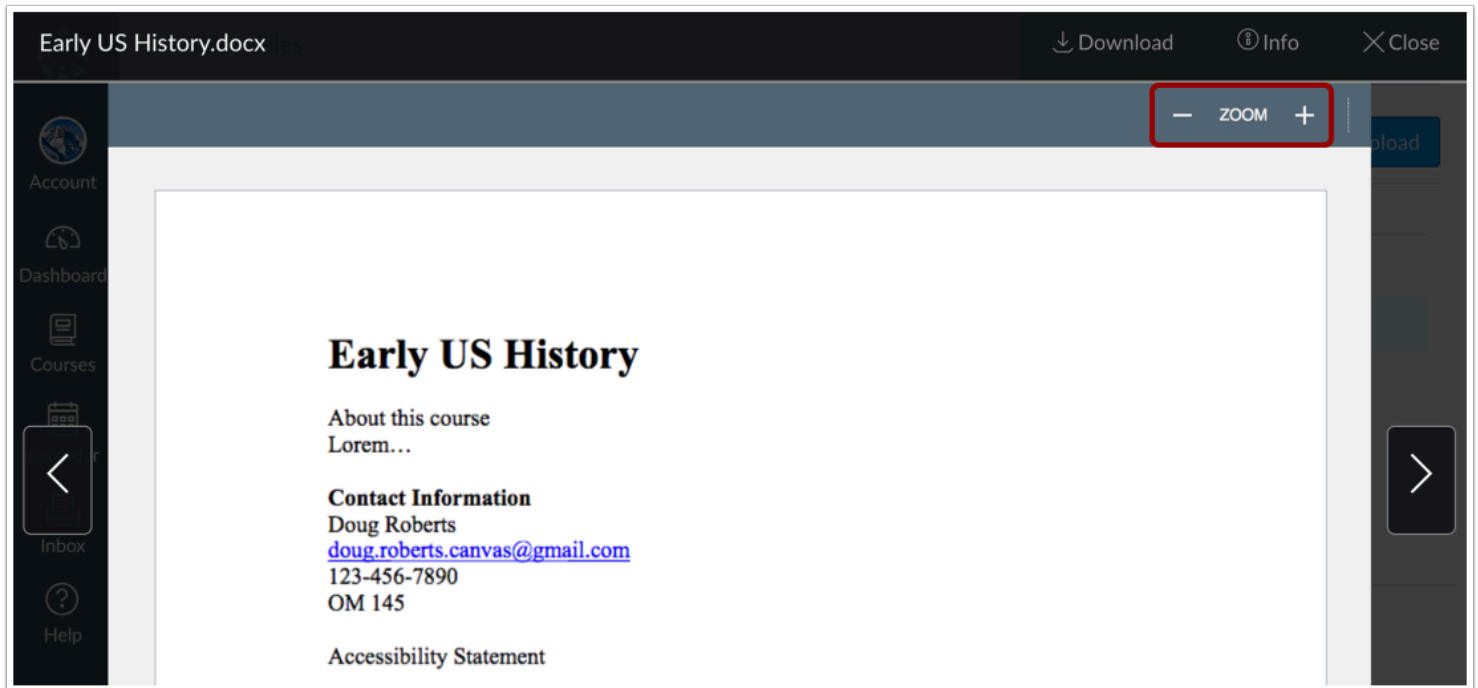 Early US History.docx
Download
Info
Close
ZOOM
Account
Dashboard
Courses
Inbox
Help
Early US History
About this course
Lorem…
Contact Information
Doug Roberts
doug.roberts.canvas@gmail.com
123-456-7890
OM 145
Accessibility Statement